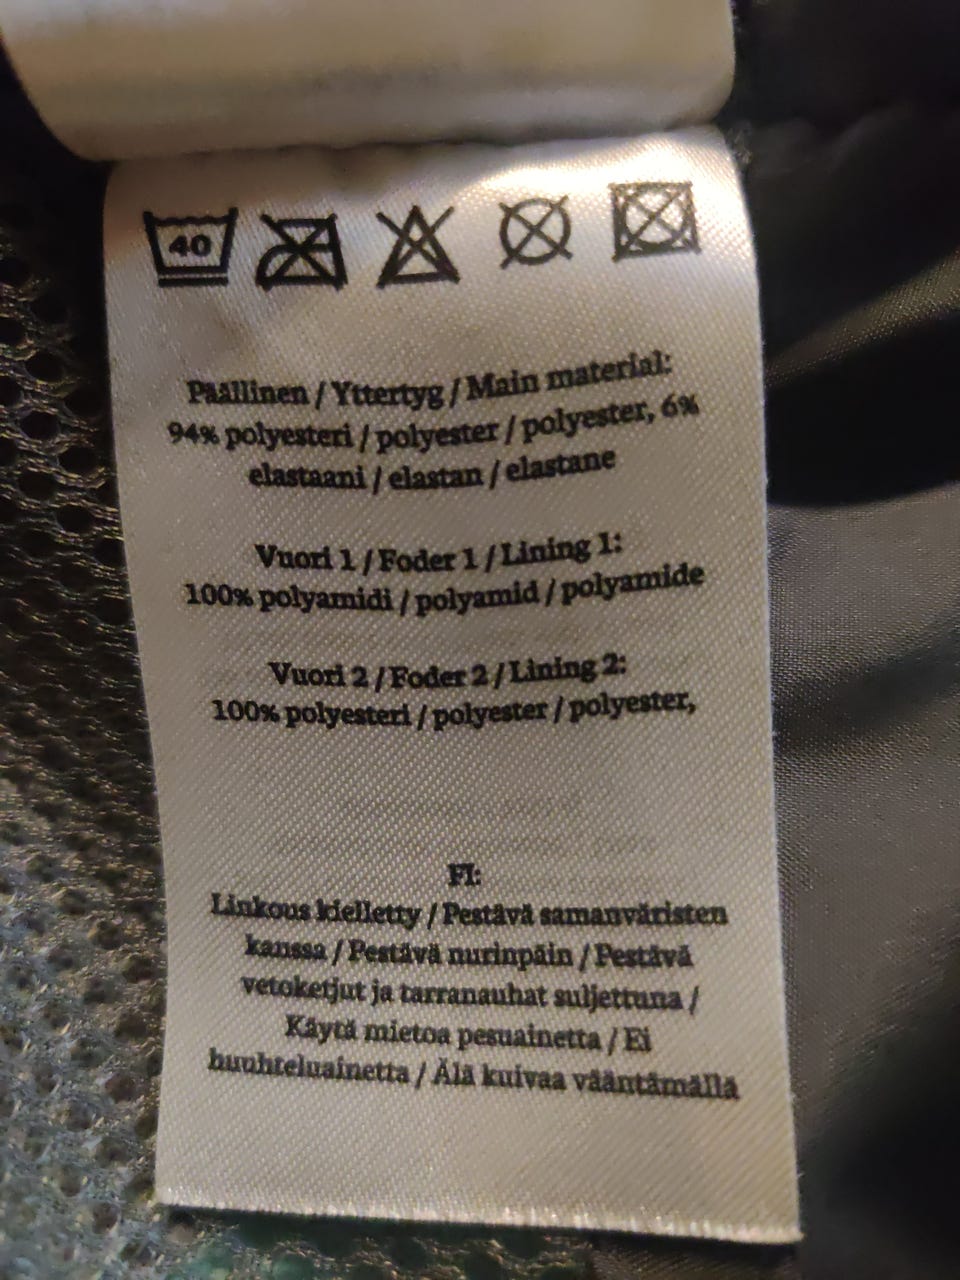 40
Päällinen / Yttertyg / Main material:
94% polyesteri / polyester / polyester, 6%
elastaani / elastan / elastane
Vuori 1 / Foder 1 / Lining 1:
100% polyamidi / polyamid / polyamide
Vuori 2 / Foder 2 / Lining 2:
100% polyesteri / polyester / polyester,
FI:
Linkous kielletty / Pestävä samanväristen
kanssa / Pestävä nurinpäin / Pestävä
vetoketjut ja tarranauhat suljettuna /
Käytä mietoa pesuainetta / Ei
huuhteluainetta / Älä kuivaa vääntämällä